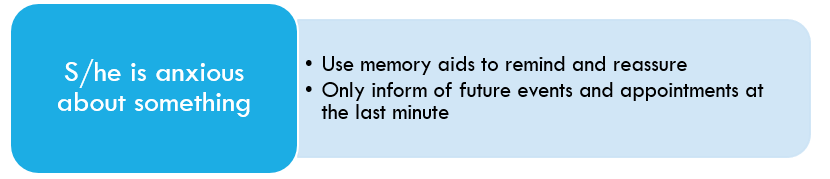 S/he is anxious
about something
• Use memory aids to remind and reassure
• Only inform of future events and appointments at
the last minute